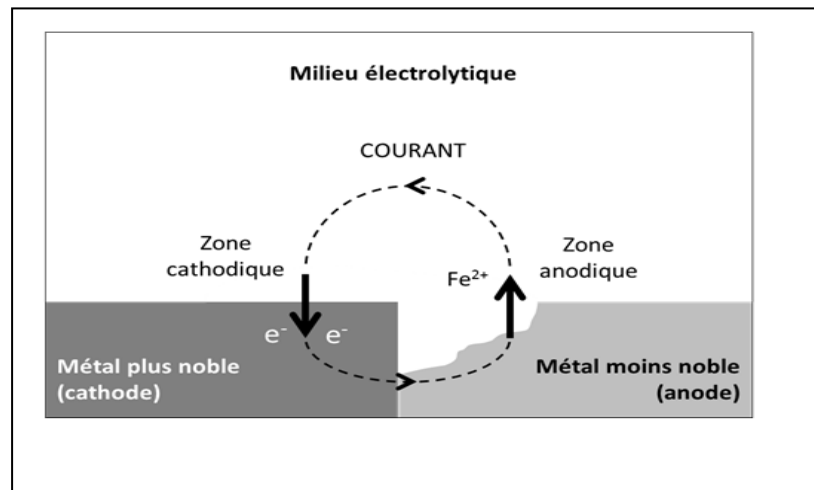 Milieu électrolytique
COURANT
Zone
cathodique
Zone
anodique
Fe²⁺
e⁻ e⁻
Métal plus noble
(cathode)
Métal moins noble
(anode)